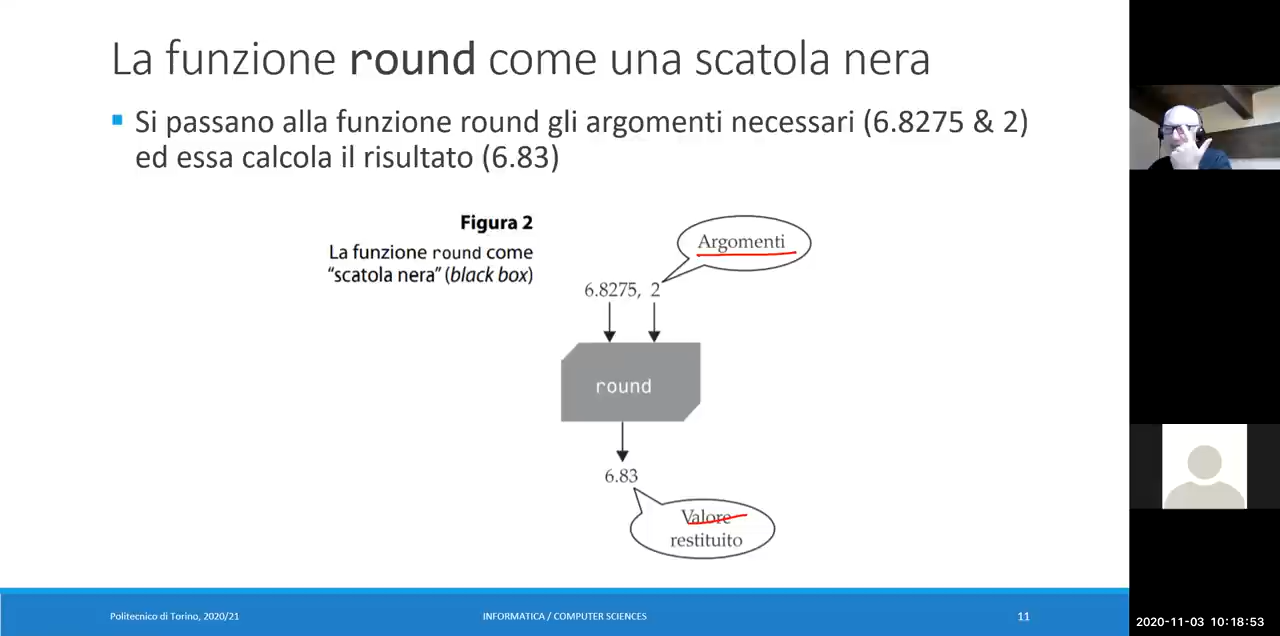 La funzione round come una scatola nera
Si passano alla funzione round gli argomenti necessari (6.8275 & 2)
ed essa calcola il risultato (6.83)
Figura 2
La funzione round come
“scatola nera” (black box)
Argomenti
6.8275, 2
round
6.83
Valore
restituito
Politecnico di Torino, 2020/21
INFORMATICA / COMPUTER SCIENCES
11
2020-11-03 10:18:53